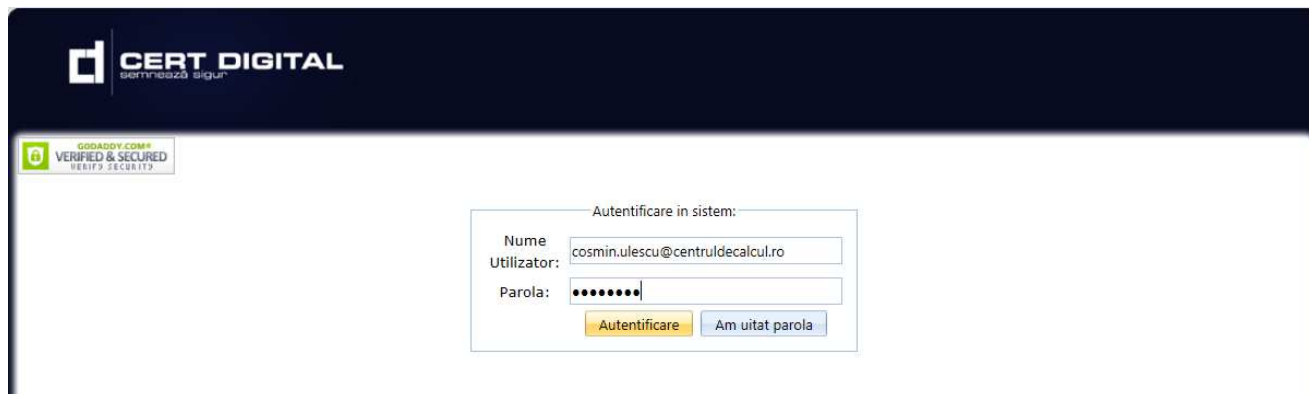 CERT DIGITAL
semnează sigur
GODADDY.COM®
VERIFIED & SECURED
VERIFY SECURITY
Autentificare in sistem:
Nume
Utilizator:
cosmin.ulescu@centruldecalcul.ro
Parola: ••••••••
Autentificare Am uitat parola